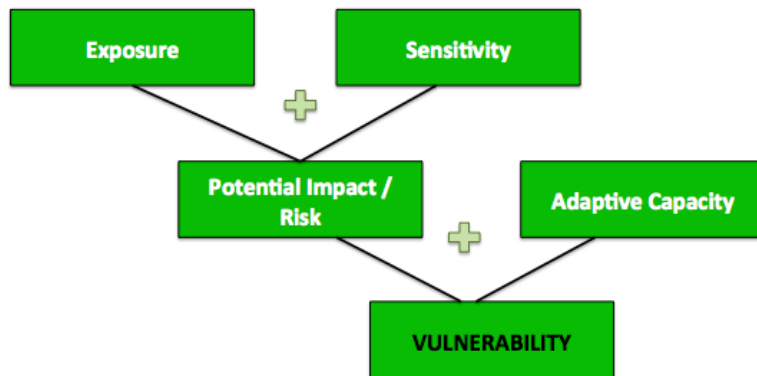 Exposure
Sensitivity
Potential Impact /
Risk
Adaptive Capacity
VULNERABILITY